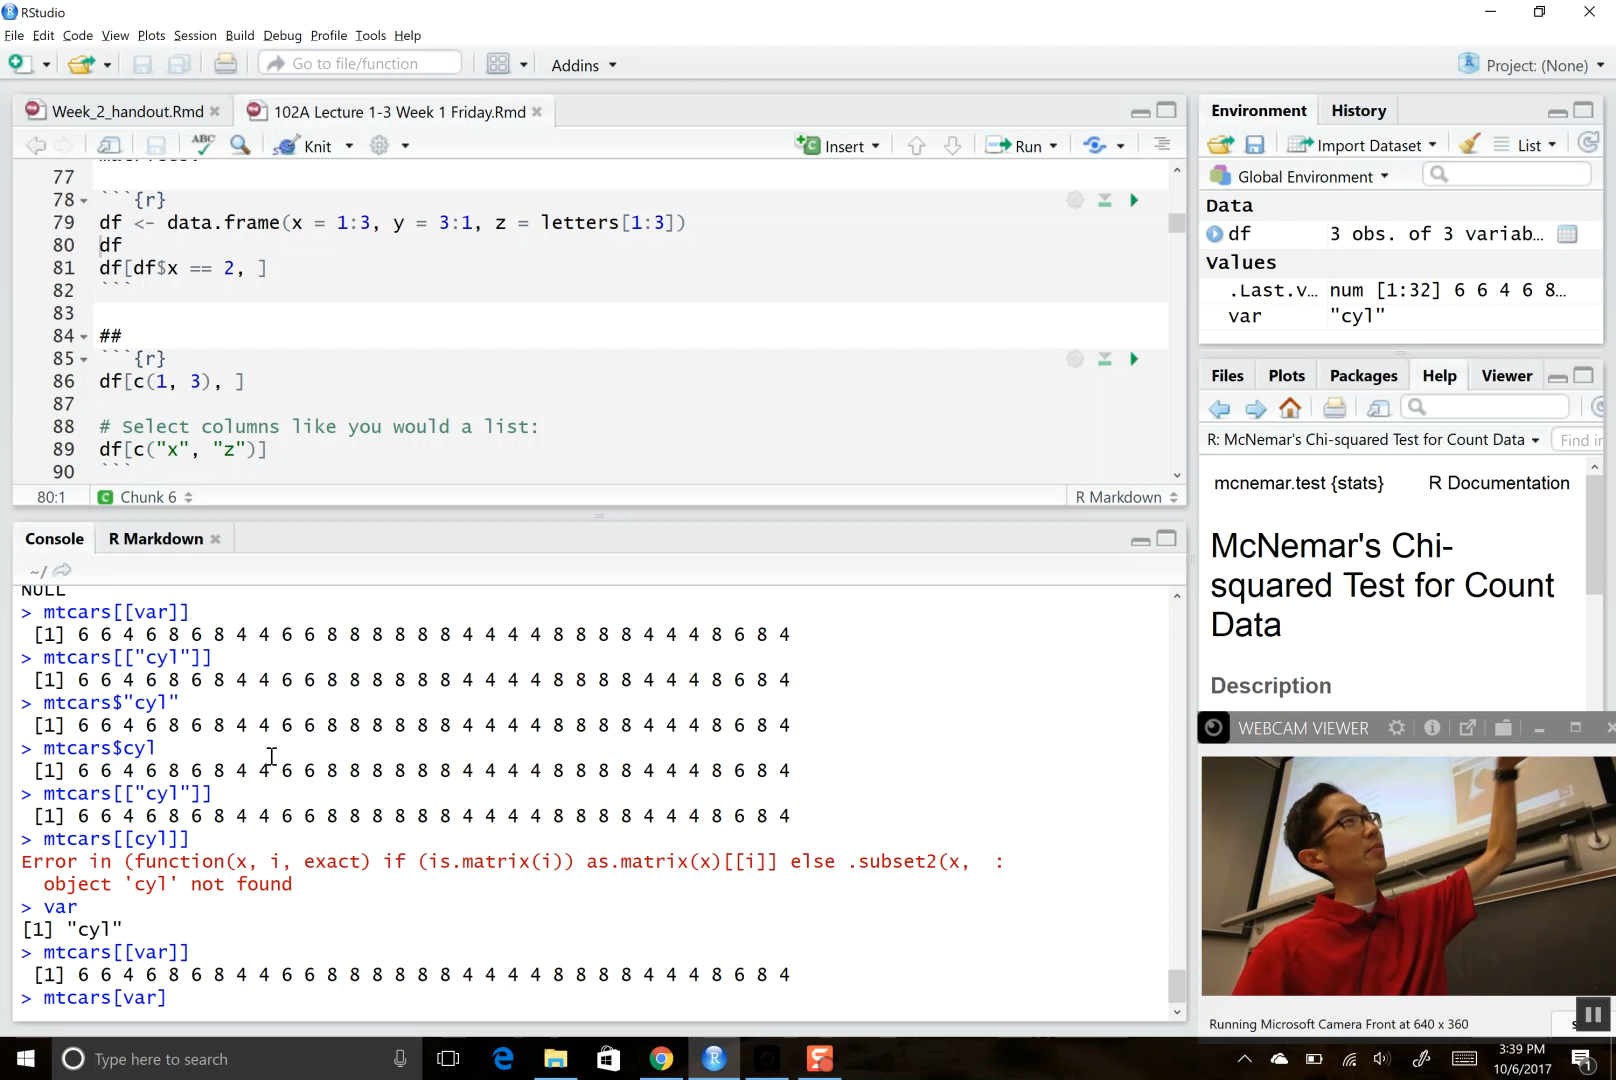 RStudio
File Edit Code View Plots Session Build Debug Profile Tools Help
Go to file/function
Addins
Project: (None)
Week_2_handout.Rmd
102A Lecture 1-3 Week 1 Friday.Rmd
ABC
Knit
Insert
Run
77
78 ```{r}
79 df <- data.frame(x = 1:3, y = 3:1, z = letters[1:3])
80 df
81 df[df$x == 2, ]
82 ```
83
84 ##
85 ```{r}
86 df[c(1, 3), ]
87
88 # Select columns like you would a list:
89 df[c("x", "z")]
90 ```
80:1
C Chunk 6
R Markdown
Console
R Markdown
~/
NULL
> mtcars[[var]]
[1] 6 6 4 6 8 6 8 4 4 6 6 8 8 8 8 8 8 4 4 4 4 8 8 8 8 4 4 4 8 6 8 4
> mtcars[["cyl"]]
[1] 6 6 4 6 8 6 8 4 4 6 6 8 8 8 8 8 8 4 4 4 4 8 8 8 8 4 4 4 8 6 8 4
> mtcars$"cyl"
[1] 6 6 4 6 8 6 8 4 4 6 6 8 8 8 8 8 8 4 4 4 4 8 8 8 8 4 4 4 8 6 8 4
> mtcars$cyl
[1] 6 6 4 6 8 6 8 4 4 6 6 8 8 8 8 8 8 4 4 4 4 8 8 8 8 4 4 4 8 6 8 4
> mtcars[["cyl"]]
[1] 6 6 4 6 8 6 8 4 4 6 6 8 8 8 8 8 8 4 4 4 4 8 8 8 8 4 4 4 8 6 8 4
> mtcars[[cyl]]
Error in (function(x, i, exact) if (is.matrix(i)) as.matrix(x)[[i]] else .subset2(x,  :
object 'cyl' not found
> var
[1] "cyl"
> mtcars[[var]]
[1] 6 6 4 6 8 6 8 4 4 6 6 8 8 8 8 8 8 4 4 4 4 8 8 8 8 4 4 4 8 6 8 4
> mtcars[var]
Environment
History
Import Dataset
List
Global Environment
Data
df 3 obs. of 3 variab...
Values
.Last.v... num [1:32] 6 6 4 6 8...
var "cyl"
Files
Plots
Packages
Help
Viewer
R: McNemar's Chi-squared Test for Count Data
Find in
mcnemar.test {stats}
R Documentation
McNemar's Chi-
squared Test for Count
Data
Description
WEBCAM VIEWER
Running Microsoft Camera Front at 640 x 360
Type here to search
3:39 PM
10/6/2017
1